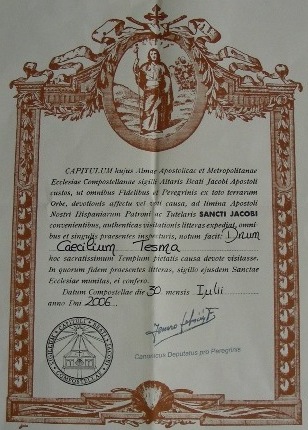 CAPITULUM hujus Almae Apostolicae et Metropolitanae
Ecclesiae Compostellanae sigilli Altaris Beati Jacobi Apostoli
custos, ut omnibus Fidelibus et Peregrinis ex toto terrarum
Orbe, devotionis affectu vel voti causa, ad limina Apostoli
Nostri Hispaniarum Patroni ac Tutelaris SANCTI JACOBI
convenientibus, authenticas visitationis litteras expediat, omni-
bus et singulis praesentes inspecturis, notum facit: Dnum
Caecilium Tesma
hoc sacratissimum Templum pietatis causa devote visitasse.
In quorum fidem praesentes litteras, sigillo ejusdem Sanctae
Ecclesiae munitas, ei confero.
Datum Compostellae die 30 mensis Iulii
anno Dni 2006
Canonicus Deputatus pro Peregrinis